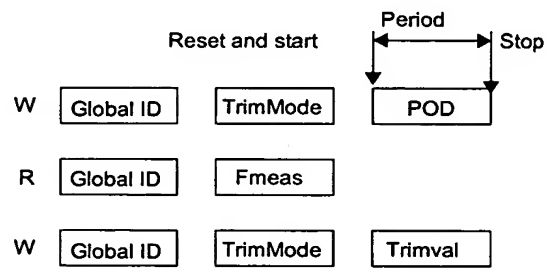 Period
Reset and start Stop
W Global ID TrimMode POD
R Global ID Fmeas
W Global ID TrimMode Trimval